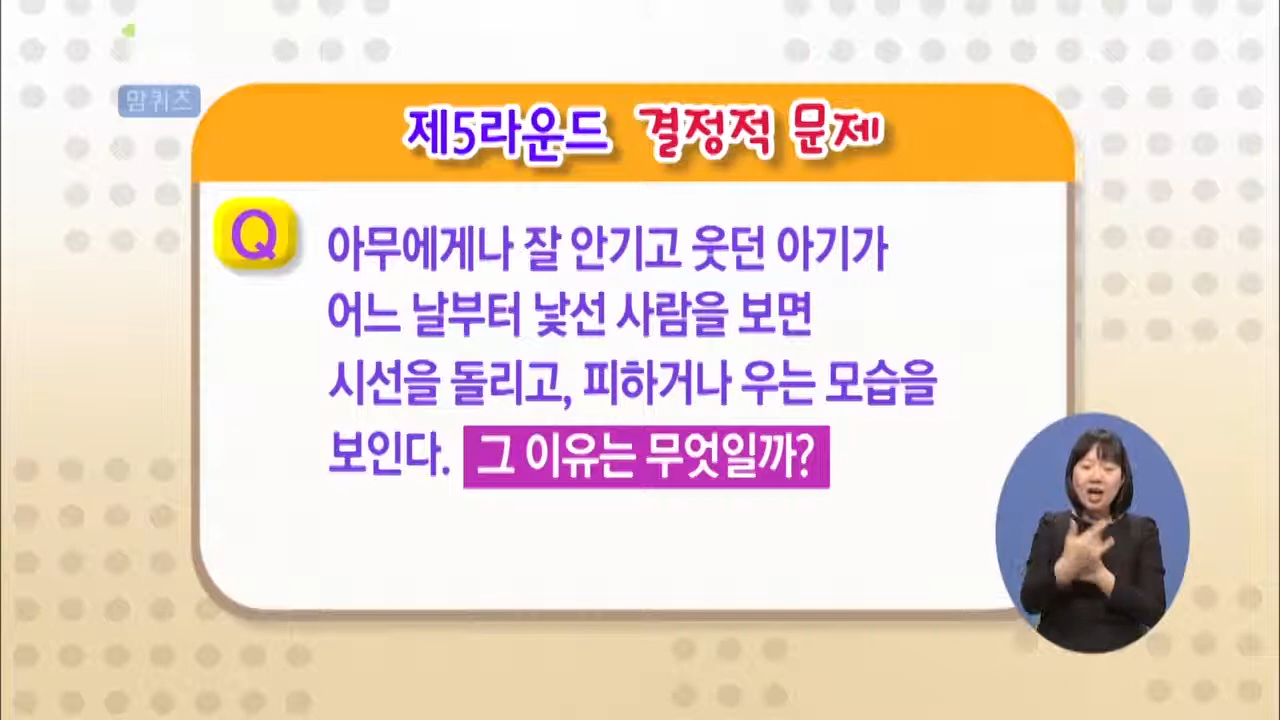 맘퀴즈
제5라운드 결정적 문제
Q
아무에게나 잘 안기고 웃던 아기가
어느 날부터 낯선 사람을 보면
시선을 돌리고, 피하거나 우는 모습을
보인다. 그 이유는 무엇일까?